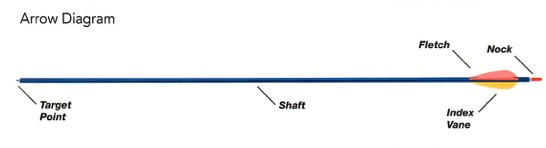 Arrow Diagram
Fletch
Nock
Target
Point
Shaft
Index
Vane